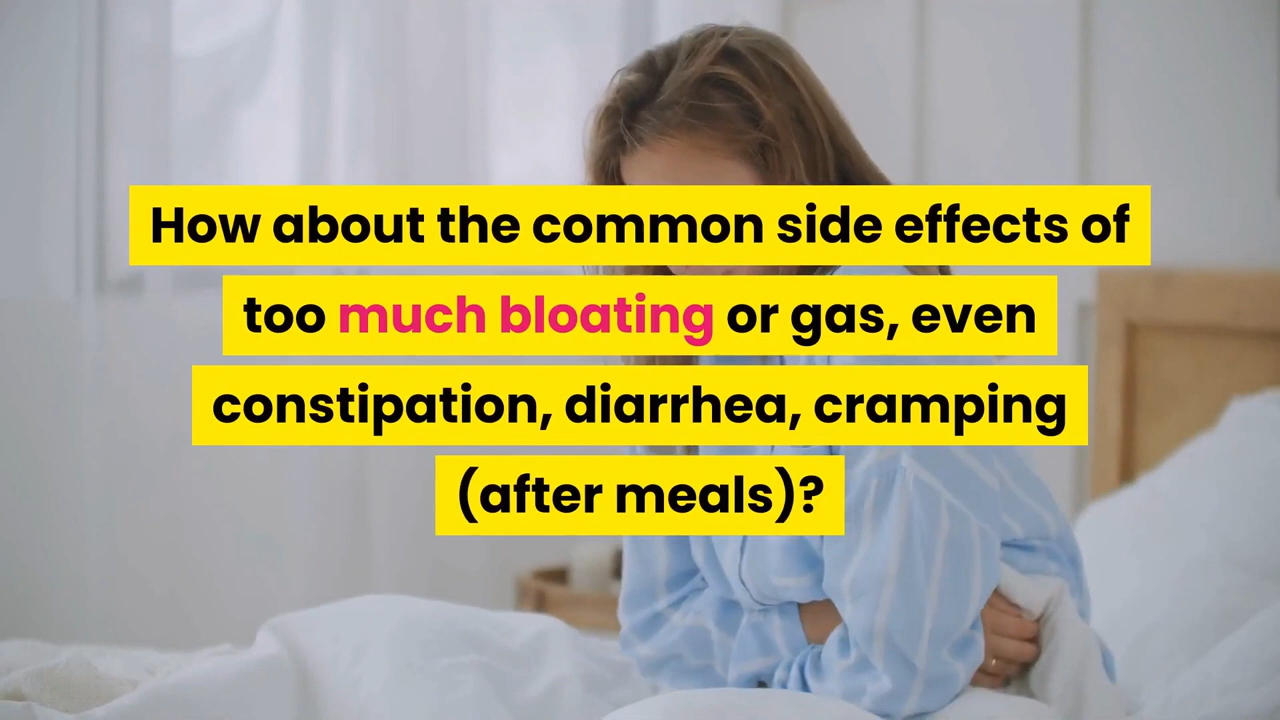 How about the common side effects of
too much bloating or gas, even
constipation, diarrhea, cramping
(after meals)?